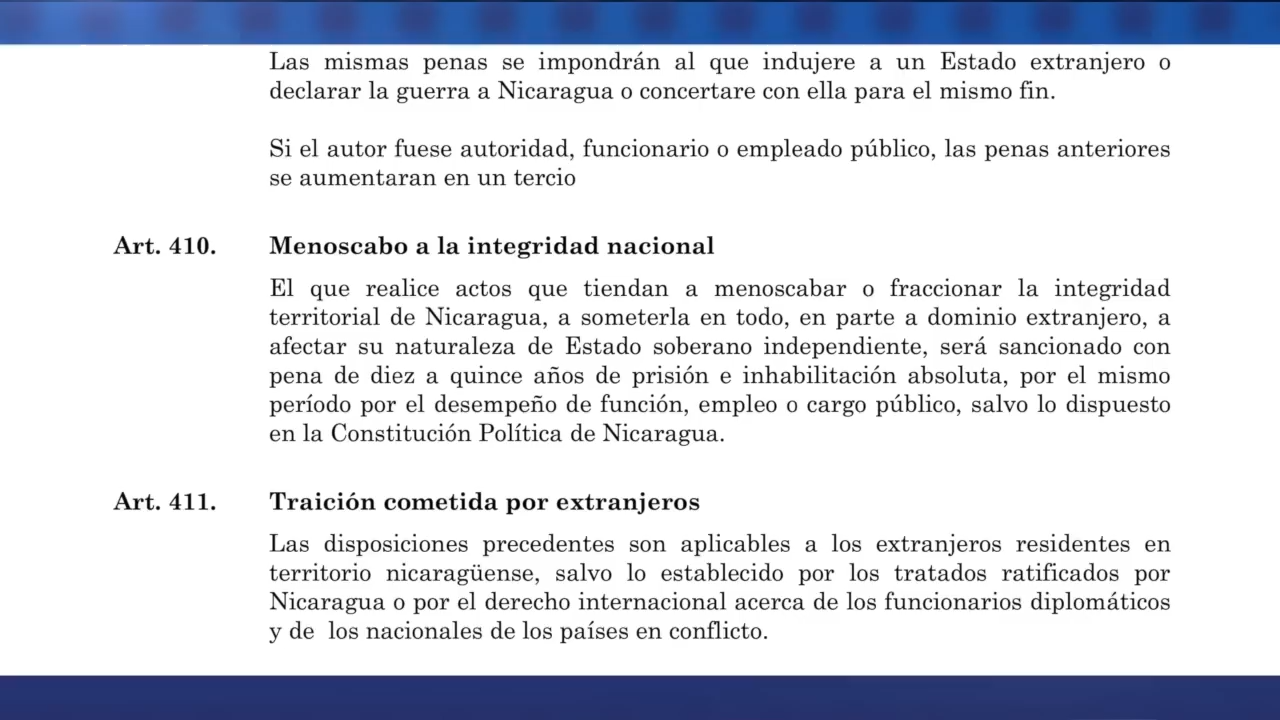 Las mismas penas se impondrán al que indujere a un Estado extranjero o
declarar la guerra a Nicaragua o concertare con ella para el mismo fin.
Si el autor fuese autoridad, funcionario o empleado público, las penas anteriores
se aumentaran en un tercio
Art. 410. Menoscabo a la integridad nacional
El que realice actos que tiendan a menoscabar o fraccionar la integridad
territorial de Nicaragua, a someterla en todo, en parte a dominio extranjero, a
afectar su naturaleza de Estado soberano independiente, será sancionado con
pena de diez a quince años de prisión e inhabilitación absoluta, por el mismo
período por el desempeño de función, empleo o cargo público, salvo lo dispuesto
en la Constitución Política de Nicaragua.
Art. 411. Traición cometida por extranjeros
Las disposiciones precedentes son aplicables a los extranjeros residentes en
territorio nicaragüense, salvo lo establecido por los tratados ratificados por
Nicaragua o por el derecho internacional acerca de los funcionarios diplomáticos
y de los nacionales de los países en conflicto.